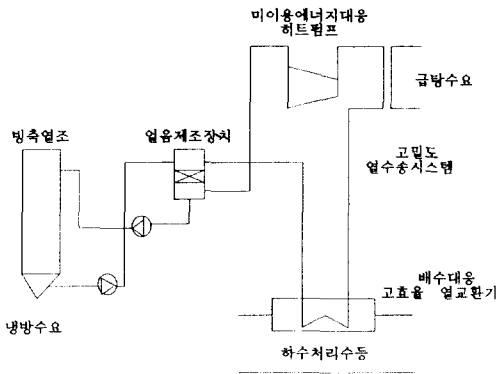 미이용에너지대응
히트펌프
급탕수요
빙축열조
얼음제조장치
고밀도
열수송시스템
배수대응
고효율 열교환기
냉방수요
하수처리수등